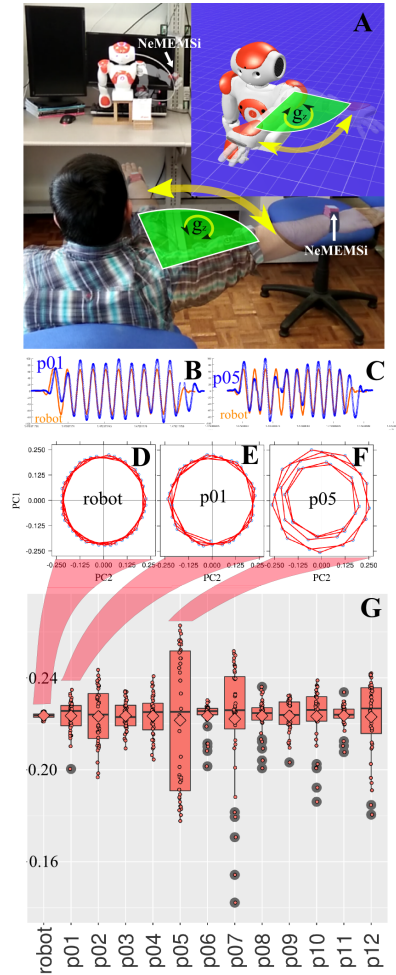 A
NeMEMSi
g_z
g_z
NeMEMSi
p01
B
robot
p05
C
robot
D
E
F
0.250
0.125
0.000
-0.125
-0.250
PC1
robot
p01
p05
-0.250 -0.125 0.000 0.125 0.250
-0.250 -0.125 0.000 0.125 0.250
-0.250 -0.125 0.000 0.125 0.250
PC2
PC2
PC2
G
0.24
0.20
0.16
robot
p01
p02
p03
p04
p05
p06
p07
p08
p09
p10
p11
p12